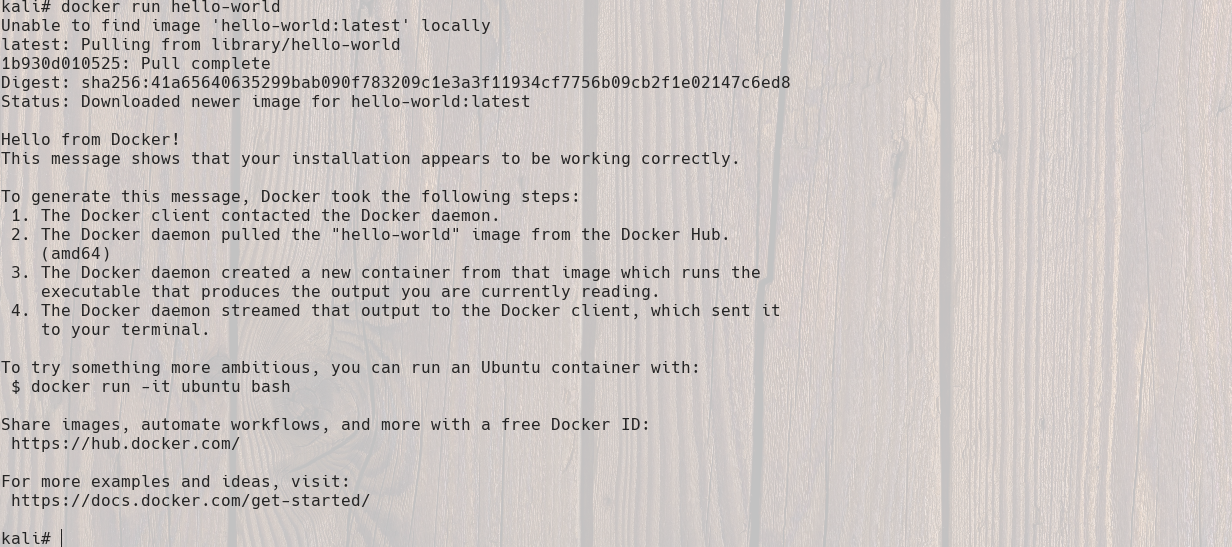 kali# docker run hello-world
Unable to find image 'hello-world:latest' locally
latest: Pulling from library/hello-world
1b930d010525: Pull complete
Digest: sha256:41a65640635299bab090f783209c1e3a3f11934cf7756b09cb2f1e02147c6ed8
Status: Downloaded newer image for hello-world:latest
Hello from Docker!
This message shows that your installation appears to be working correctly.
To generate this message, Docker took the following steps:
1. The Docker client contacted the Docker daemon.
2. The Docker daemon pulled the "hello-world" image from the Docker Hub.
(amd64)
3. The Docker daemon created a new container from that image which runs the
executable that produces the output you are currently reading.
4. The Docker daemon streamed that output to the Docker client, which sent it
to your terminal.
To try something more ambitious, you can run an Ubuntu container with:
$ docker run -it ubuntu bash
Share images, automate workflows, and more with a free Docker ID:
https://hub.docker.com/
For more examples and ideas, visit:
https://docs.docker.com/get-started/
kali#